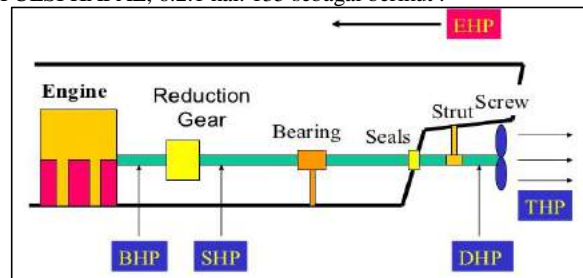 EHP
Engine
Reduction
Gear
Bearing
Seals
Strut
Screw
THP
BHP
SHP
DHP